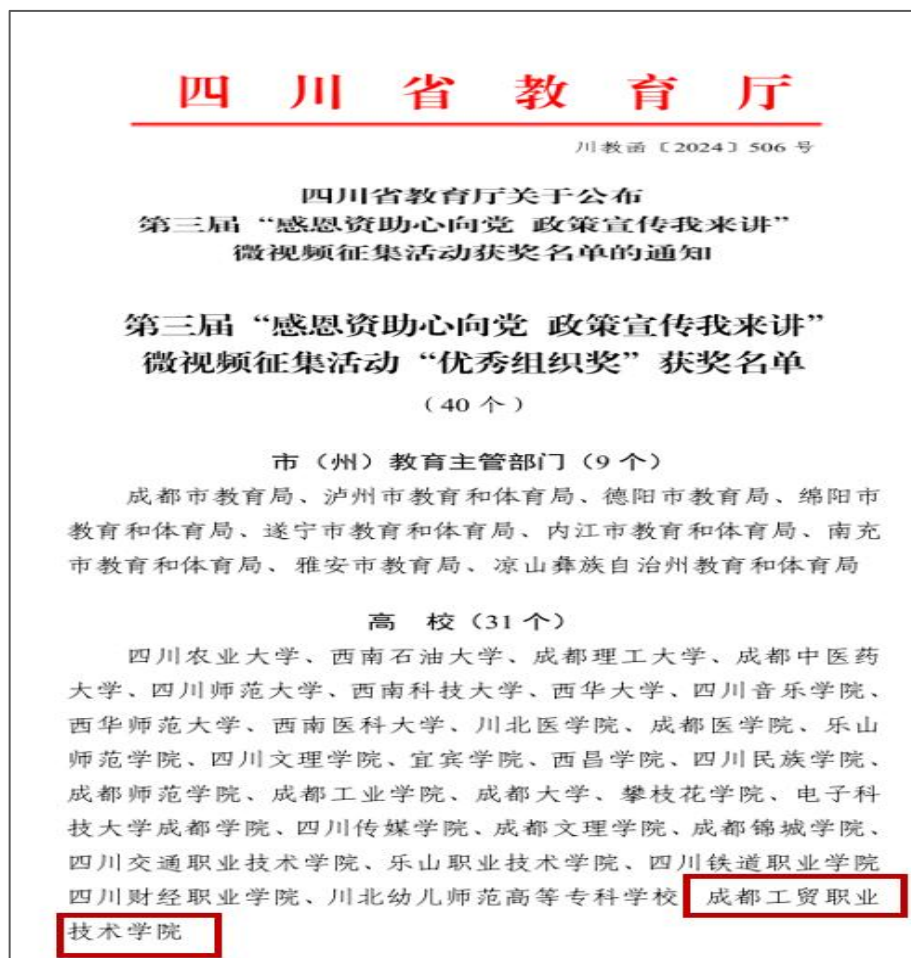 四川省教育厅
川教函〔2024〕506 号
四川省教育厅关于公布
第三届“感恩资助心向党 政策宣传我来讲”
微视频征集活动获奖名单的通知
第三届“感恩资助心向党 政策宣传我来讲”
微视频征集活动“优秀组织奖”获奖名单
（40 个）
市（州）教育主管部门（9 个）
成都市教育局、泸州市教育和体育局、德阳市教育局、绵阳市
教育和体育局、遂宁市教育和体育局、内江市教育和体育局、南充
市教育和体育局、雅安市教育局、凉山彝族自治州教育和体育局
高 校（31 个）
四川农业大学、西南石油大学、成都理工大学、成都中医药
大学、四川师范大学、西南科技大学、西华大学、四川音乐学院、
西华师范大学、西南医科大学、川北医学院、成都医学院、乐山
师范学院、四川文理学院、宜宾学院、西昌学院、四川民族学院、
成都师范学院、成都工业学院、成都大学、攀枝花学院、电子科
技大学成都学院、四川传媒学院、成都文理学院、成都锦城学院、
四川交通职业技术学院、乐山职业技术学院、四川铁道职业学院
四川财经职业学院、川北幼儿师范高等专科学校 成都工贸职业
技术学院